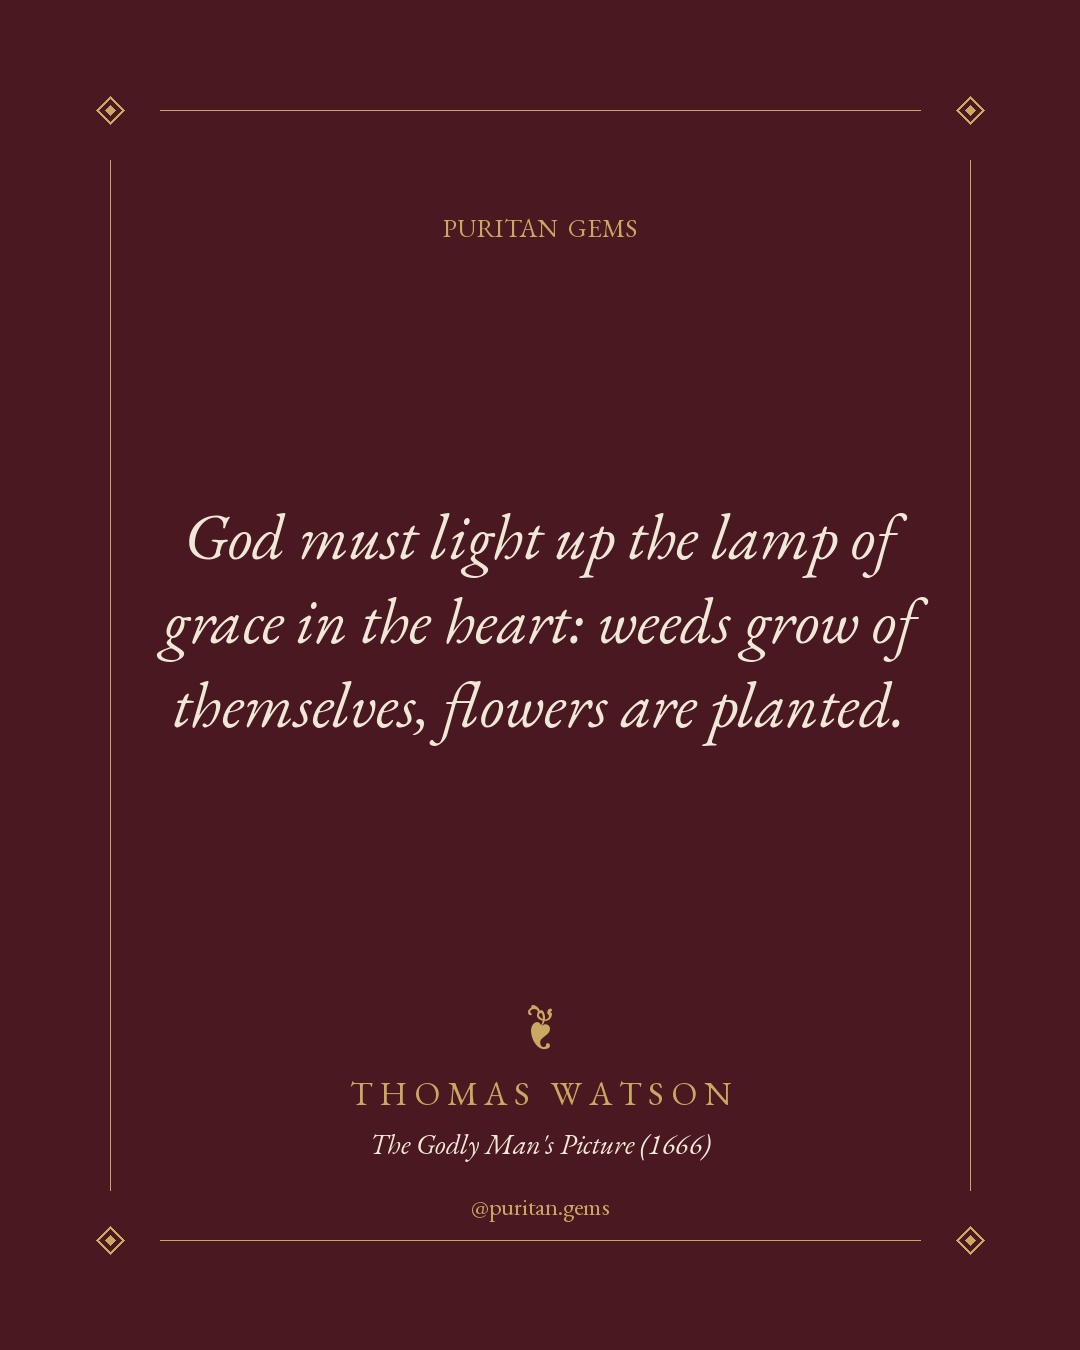 PURITAN GEMS
God must light up the lamp of
grace in the heart: weeds grow of
themselves, flowers are planted.
THOMAS WATSON
The Godly Man's Picture (1666)
@puritan.gems